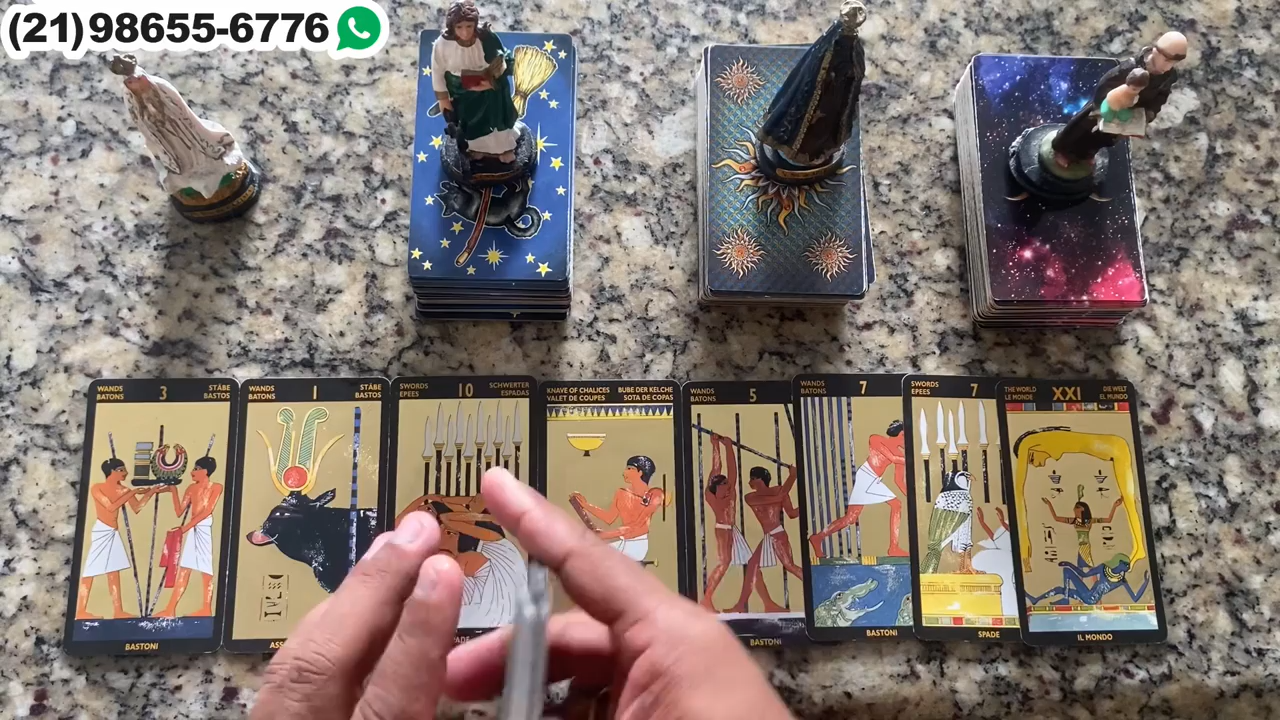 (21)98655-6776
WANDS 3 STÄBE
BATONS BASTOS
BASTONI
WANDS 1 STÄBE
BATONS BASTOS
SWORDS 10 SCHWERTER
EPEES ESPADAS
KNAVE OF CHALICES BUBE DER KELCHE
VALET DE COUPES SOTA DE COPAS
WANDS 5
BATONS
BASTONI
WANDS 7
BATONS
BASTONI
SWORDS 7
EPEES
SPADE
THE WORLD XXI DIE WELT
LE MONDE EL MUNDO
IL MONDO